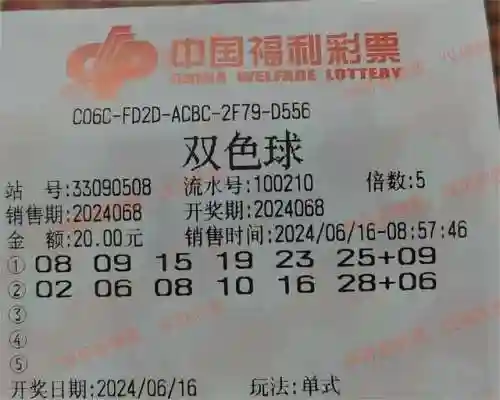 中国福利彩票
CHINA WELFARE LOTTERY
C06C-FD2D-ACBC-2F79-D556
双色球
站 号:33090508 流水号:100210 倍数:5
销售期:2024068 开奖期:2024068
金 额:20.00元 销售时间:2024/06/16-08:57:46
① 08 09 15 19 23 25+09
② 02 06 08 10 16 28+06
③
④
⑤
开奖日期:2024/06/16 玩法:单式